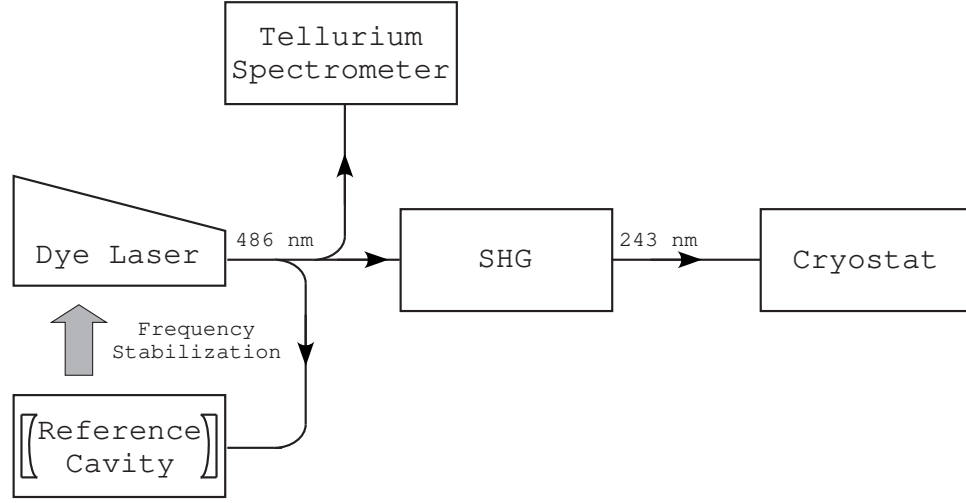 Tellurium
Spectrometer
Dye Laser
486 nm
SHG
243 nm
Cryostat
Frequency
Stabilization
Reference
Cavity